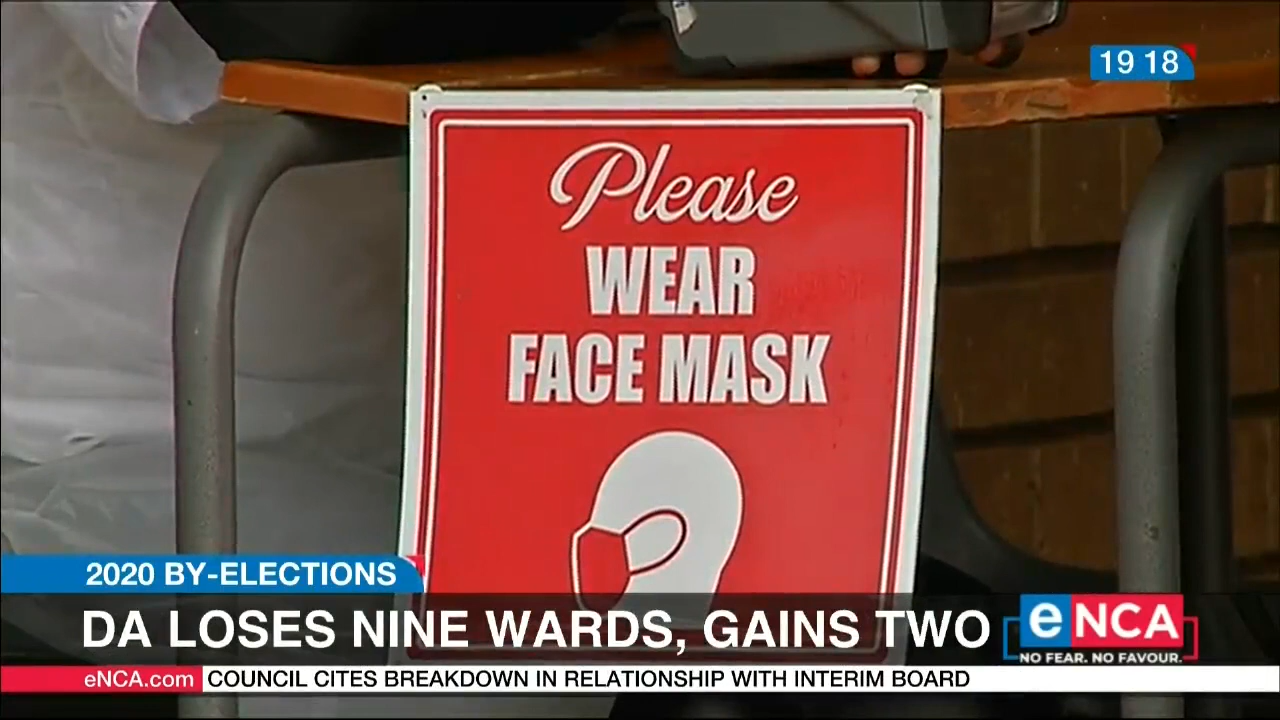 19 18
Please
WEAR
FACE MASK
2020 BY-ELECTIONS
DA LOSES NINE WARDS, GAINS TWO
eNCA
NO FEAR. NO FAVOUR.
eNCA.com COUNCIL CITES BREAKDOWN IN RELATIONSHIP WITH INTERIM BOARD